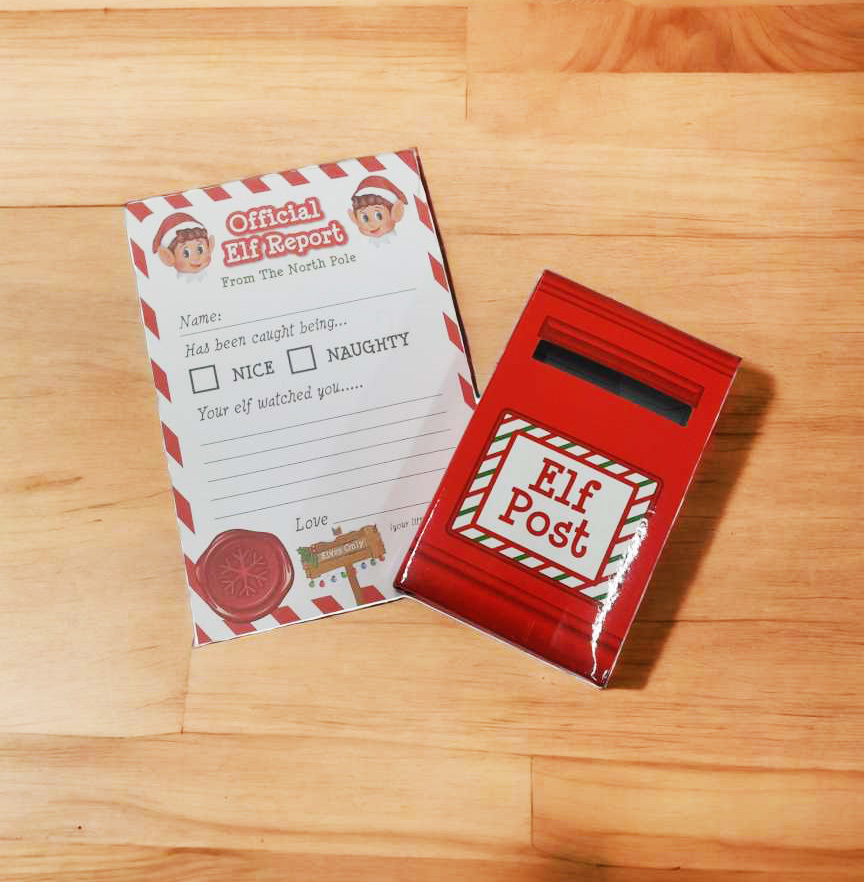 Official
Elf Report
From The North Pole
Name:
Has been caught being...
NICE NAUGHTY
Your elf watched you.....
Love
Elves Only
Elf
Post